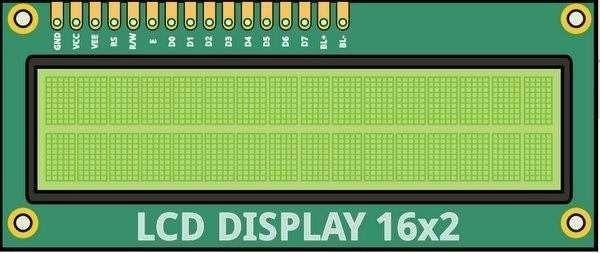 GND VCC VEE RS R/W E D0 D1 D2 D3 D4 D5 D6 D7 BL+ BL-
LCD DISPLAY 16x2